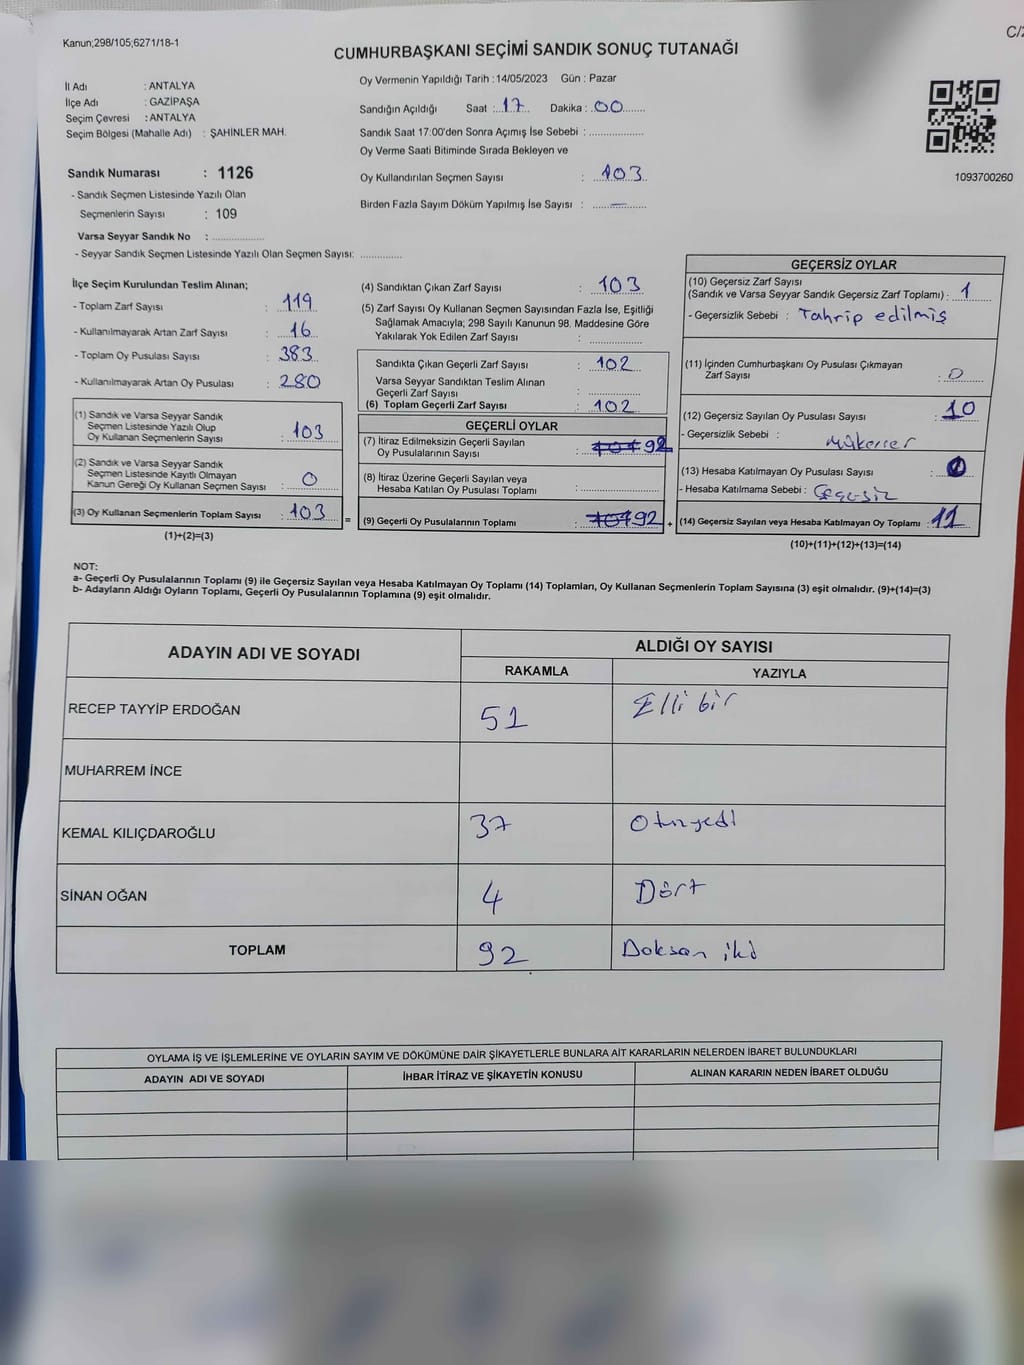 Kanun;298/105;6271/18-1
C/2
CUMHURBAŞKANI SEÇİMİ SANDIK SONUÇ TUTANAĞI
İl Adı : ANTALYA
İlçe Adı : GAZİPAŞA
Seçim Çevresi : ANTALYA
Seçim Bölgesi (Mahalle Adı) : ŞAHİNLER MAH.
Sandık Numarası : 1126
- Sandık Seçmen Listesinde Yazılı Olan
Seçmenlerin Sayısı : 109
Varsa Seyyar Sandık No :
- Seyyar Sandık Seçmen Listesinde Yazılı Olan Seçmen Sayısı:
Oy Vermenin Yapıldığı Tarih :14/05/2023 Gün : Pazar
Sandığın Açıldığı Saat : 17 Dakika : 00
Sandık Saat 17:00'den Sonra Açımış İse Sebebi :
Oy Verme Saati Bitiminde Sırada Bekleyen ve
Oy Kullandırılan Seçmen Sayısı : 103
Birden Fazla Sayım Döküm Yapılmış İse Sayısı : —
1093700260
İlçe Seçim Kurulundan Teslim Alınan;
- Toplam Zarf Sayısı : 119
- Kullanılmayarak Artan Zarf Sayısı : 16
- Toplam Oy Pusulası Sayısı : 383
- Kullanılmayarak Artan Oy Pusulası : 280
(1) Sandık ve Varsa Seyyar Sandık
Seçmen Listesinde Yazılı Olup
Oy Kullanan Seçmenlerin Sayısı : 103
(2) Sandık ve Varsa Seyyar Sandık
Seçmen Listesinde Kayıtlı Olmayan
Kanun Gereği Oy Kullanan Seçmen Sayısı : 0
(3) Oy Kullanan Seçmenlerin Toplam Sayısı : 103
(1)+(2)=(3)
=
(4) Sandıktan Çıkan Zarf Sayısı : 103
(5) Zarf Sayısı Oy Kullanan Seçmen Sayısından Fazla İse, Eşitliği
Sağlamak Amacıyla; 298 Sayılı Kanunun 98. Maddesine Göre
Yakılarak Yok Edilen Zarf Sayısı :
Sandıkta Çıkan Geçerli Zarf Sayısı : 102
Varsa Seyyar Sandıktan Teslim Alınan
Geçerli Zarf Sayısı :
(6) Toplam Geçerli Zarf Sayısı : 102
GEÇERLİ OYLAR
(7) İtiraz Edilmeksizin Geçerli Sayılan
Oy Pusulalarının Sayısı : 92
(8) İtiraz Üzerine Geçerli Sayılan veya
Hesaba Katılan Oy Pusulası Toplamı :
(9) Geçerli Oy Pusulalarının Toplamı : 92
+
GEÇERSİZ OYLAR
(10) Geçersiz Zarf Sayısı
(Sandık ve Varsa Seyyar Sandık Geçersiz Zarf Toplamı) : 1
- Geçersizlik Sebebi : Tahrip edilmiş
(11) İçinden Cumhurbaşkanı Oy Pusulası Çıkmayan
Zarf Sayısı : 0
(12) Geçersiz Sayılan Oy Pusulası Sayısı : 10
- Geçersizlik Sebebi : Mükerrer
(13) Hesaba Katılmayan Oy Pusulası Sayısı : 0
- Hesaba Katılmama Sebebi : Geçersiz
(14) Geçersiz Sayılan veya Hesaba Katılmayan Oy Toplamı : 11
(10)+(11)+(12)+(13)=(14)
NOT:
a- Geçerli Oy Pusulalarının Toplamı (9) ile Geçersiz Sayılan veya Hesaba Katılmayan Oy Toplamı (14) Toplamları, Oy Kullanan Seçmenlerin Toplam Sayısına (3) eşit olmalıdır. (9)+(14)=(3)
b- Adayların Aldığı Oyların Toplamı, Geçerli Oy Pusulalarının Toplamına (9) eşit olmalıdır.
ADAYIN ADI VE SOYADI ALDIĞI OY SAYISI
RAKAMLA YAZIYLA
RECEP TAYYİP ERDOĞAN 51 Elli bir
MUHARREM İNCE
KEMAL KILIÇDAROĞLU 37 Otuzyedi
SİNAN OĞAN 4 Dört
TOPLAM 92 Doksan iki
OYLAMA İŞ VE İŞLEMLERİNE VE OYLARIN SAYIM VE DÖKÜMÜNE DAİR ŞİKAYETLERLE BUNLARA AİT KARARLARIN NELERDEN İBARET BULUNDUKLARI
ADAYIN ADI VE SOYADI İHBAR İTİRAZ VE ŞİKAYETİN KONUSU ALINAN KARARIN NEDEN İBARET OLDUĞU